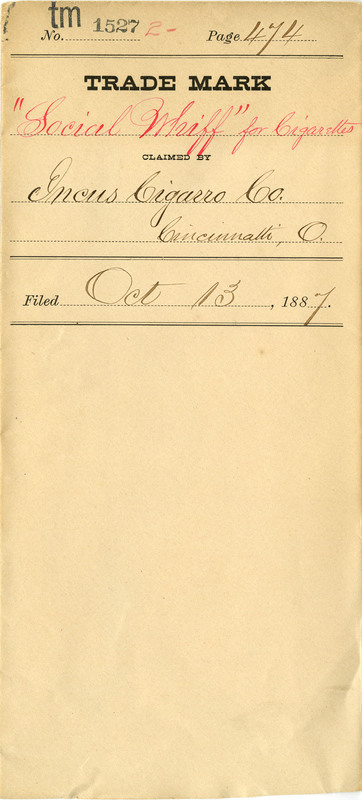 tm
No. 1527 2- Page 474
TRADE MARK
"Social Whiff" for Cigarettes
CLAIMED BY
Incus Cigarro Co.
Cincinnatti, O.
Filed Oct 13, 1887.